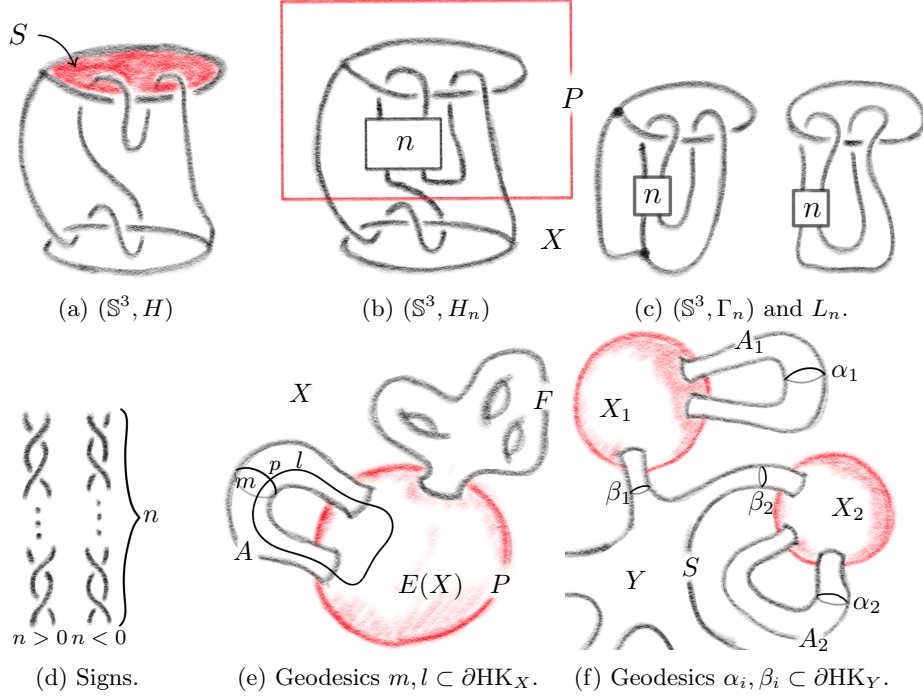 S
n
P
X
(a) (𝕊³, H)
(b) (𝕊³, Hₙ)
n
n
(c) (𝕊³, Γₙ) and Lₙ.
n
n > 0 n < 0
(d) Signs.
X
F
m
p
l
A
E(X)
P
(e) Geodesics m, l ⊂ ∂HK_X.
A₁
α₁
X₁
β₁
β₂
X₂
Y
S
α₂
A₂
(f) Geodesics αᵢ, βᵢ ⊂ ∂HK_Y.